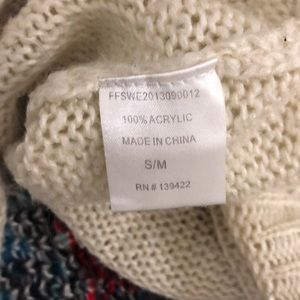 FFSWE2013090012
100% ACRYLIC
MADE IN CHINA
S/M
RN # 139422